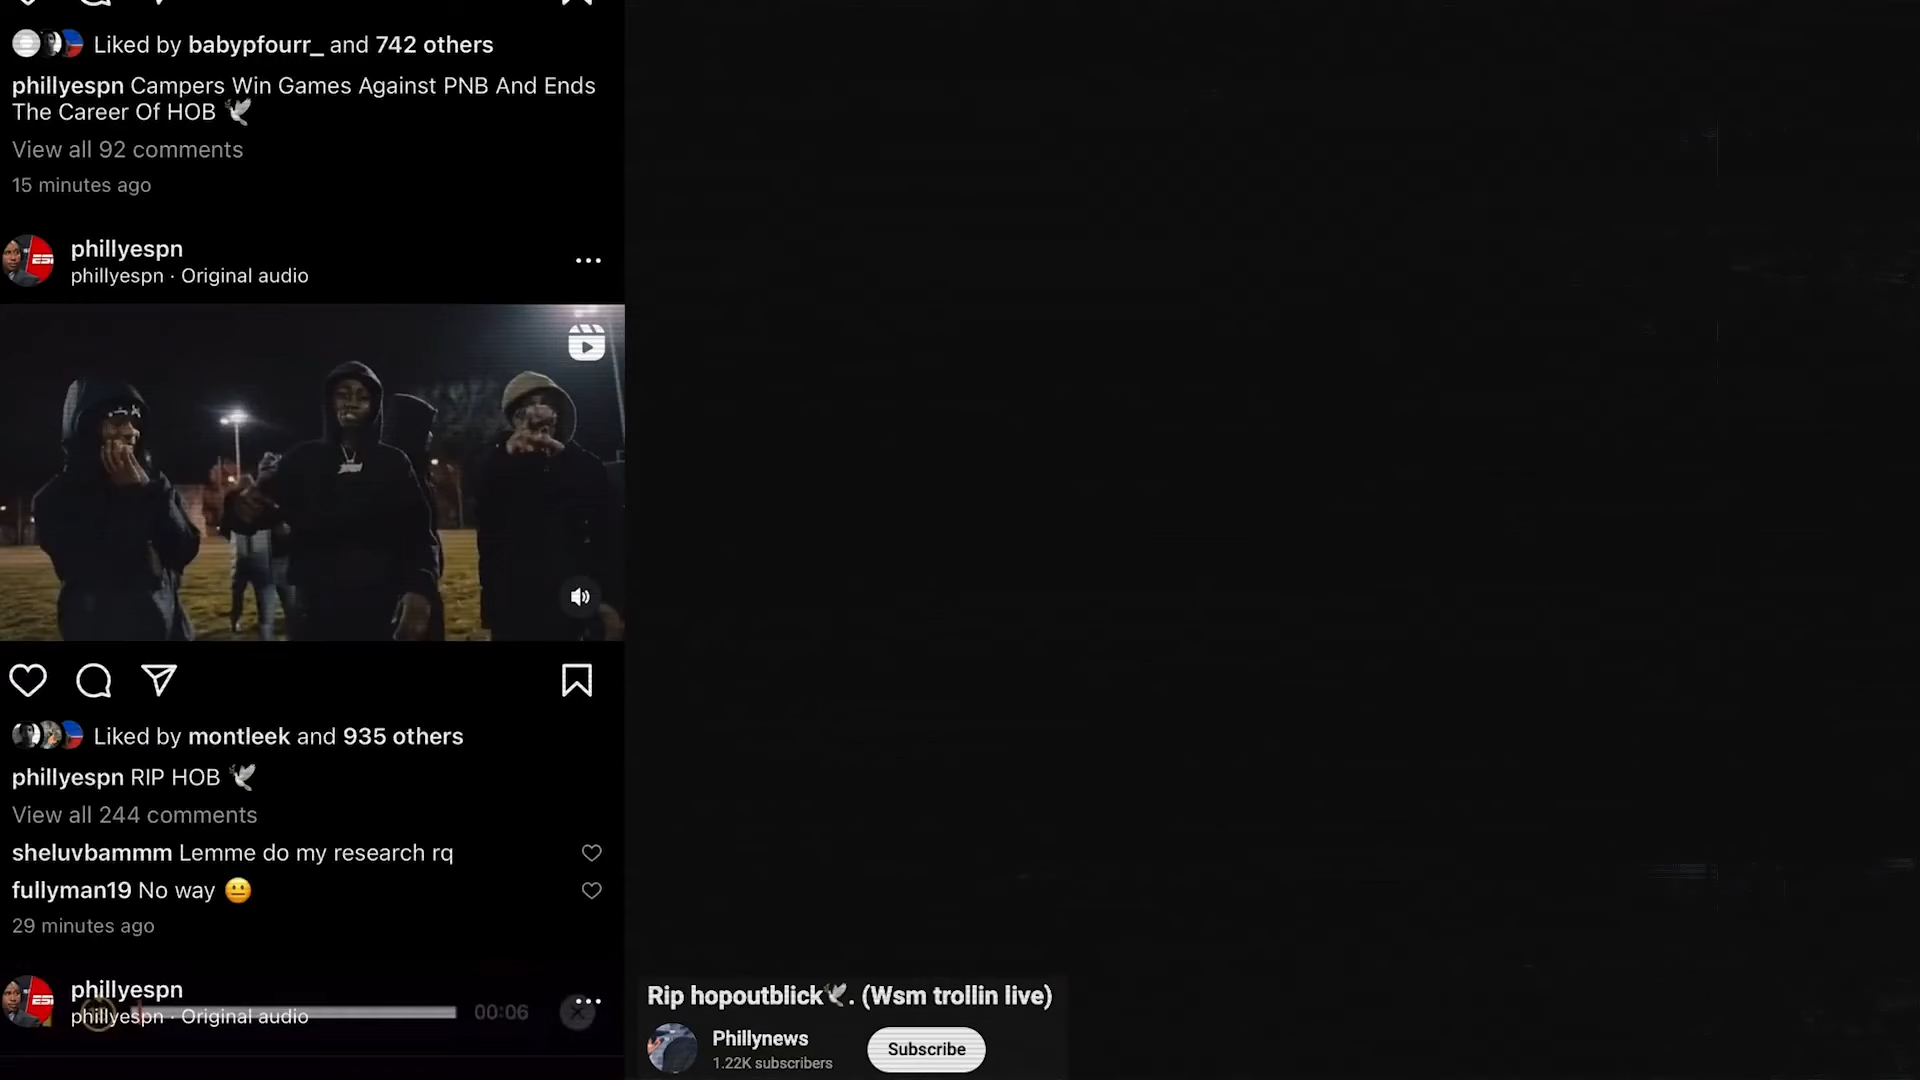 Liked by babypfourr_ and 742 others
phillyespn Campers Win Games Against PNB And Ends
The Career Of HOB 🕊
View all 92 comments
15 minutes ago
phillyespn
phillyespn · Original audio
Liked by montleek and 935 others
phillyespn RIP HOB 🕊
View all 244 comments
sheluvbammm Lemme do my research rq
fullyman19 No way 😐
29 minutes ago
phillyespn
phillyespn · Original audio
00:06
Rip hopoutblick🕊. (Wsm trollin live)
Phillynews
1.22K subscribers
Subscribe